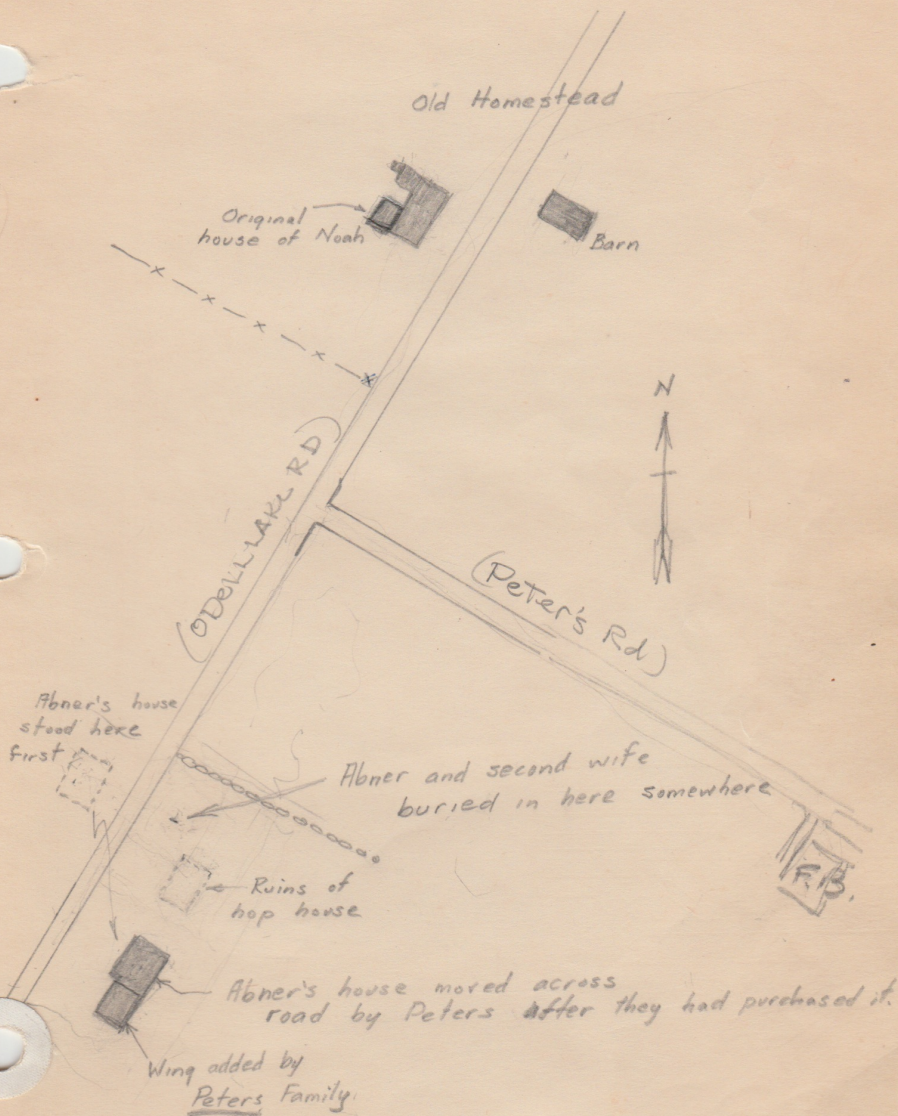 Old Homestead
Original
house of Noah
Barn
N
(ODELL LAKE RD)
(Peter's Rd)
Abner's house
stood here
first
Abner and second wife
buried in here somewhere
F.B.
Ruins of
hop house
Abner's house moved across
road by Peters after they had purchased it.
Wing added by
Peters Family.